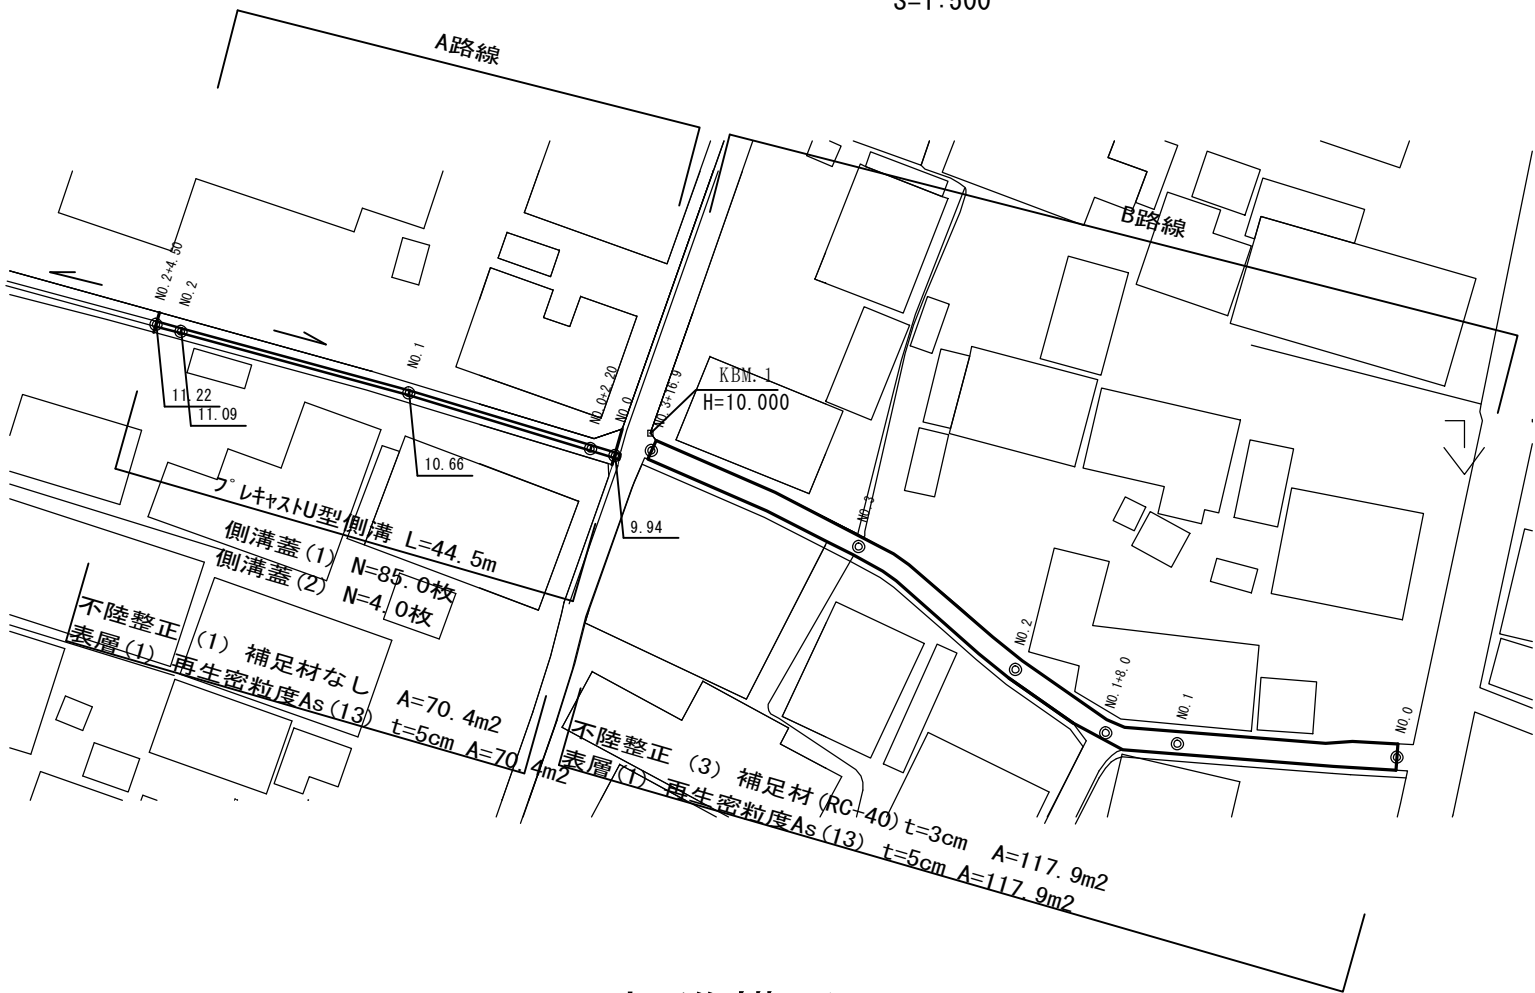 S=1:500
A路線
B路線
NO.2+4.50
NO.2
NO.1
NO.0+2.20
NO.0
NO.3+16.9
KBM.1
H=10.000
11.22
11.09
10.66
9.94
NO.3
NO.2
NO.1+8.0
NO.1
NO.0
プレキャストU型側溝 L=44.5m
側溝蓋(1) N=85.0枚
側溝蓋(2) N=4.0枚
不陸整正 (1) 補足材なし A=70.4m2
表層(1) 再生密粒度As(13) t=5cm A=70.4m2
不陸整正 (3) 補足材(RC-40)t=3cm A=117.9m2
表層(1) 再生密粒度As(13) t=5cm A=117.9m2